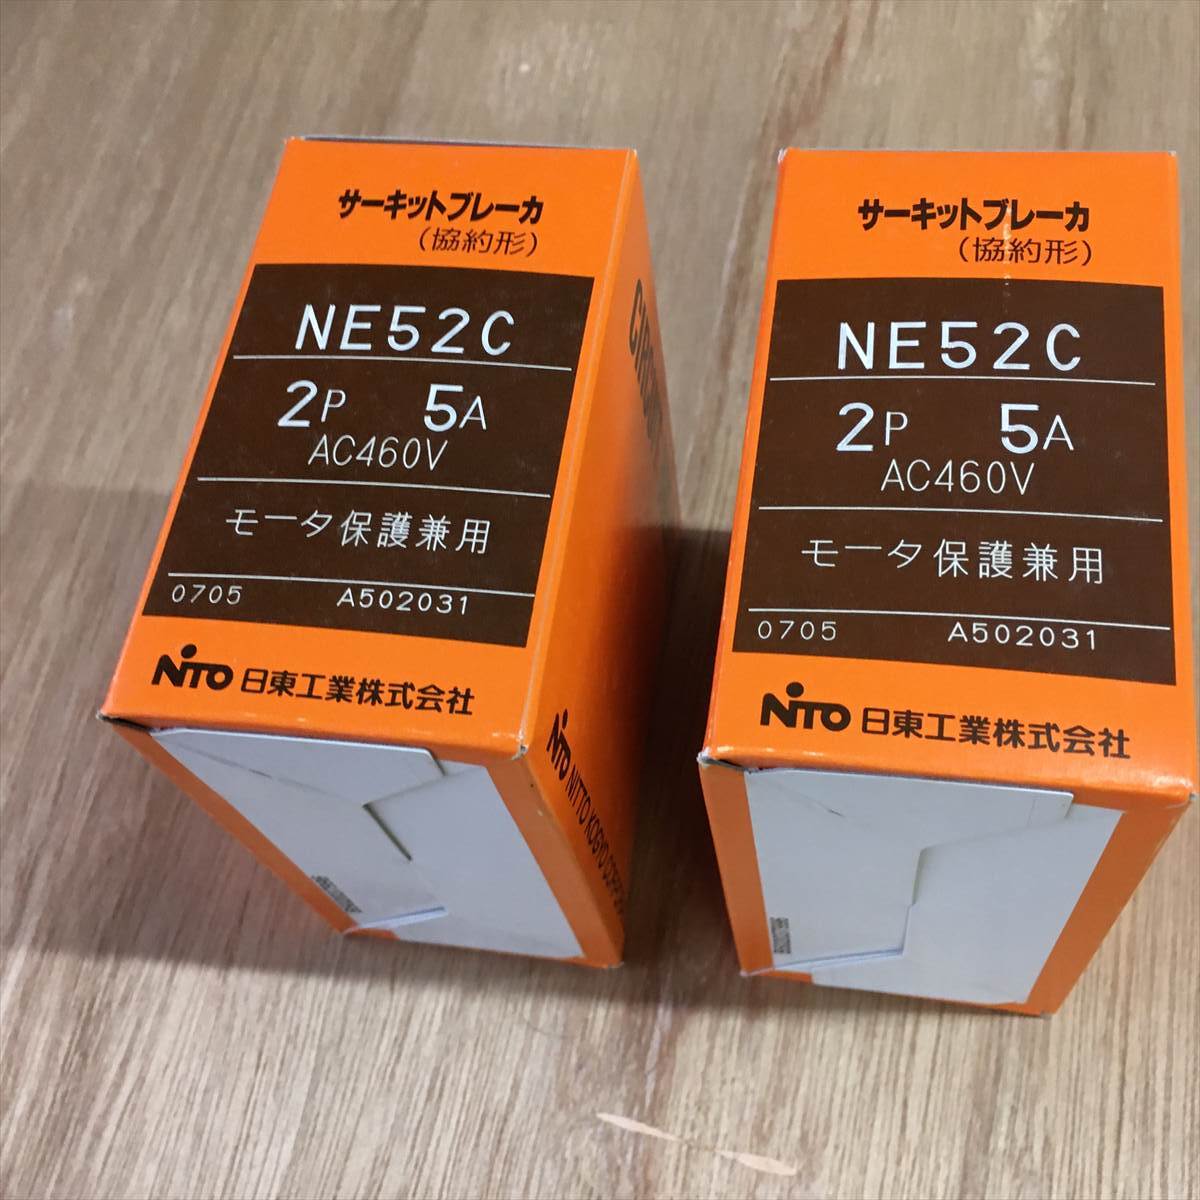 サーキットブレーカ
(協約形)
NE52C
2P 5A
AC460V
モータ保護兼用
0705 A502031
NITO 日東工業株式会社
NITO NITTO KOGYO
サーキットブレーカ
(協約形)
NE52C
2P 5A
AC460V
モータ保護兼用
0705 A502031
NITO 日東工業株式会社